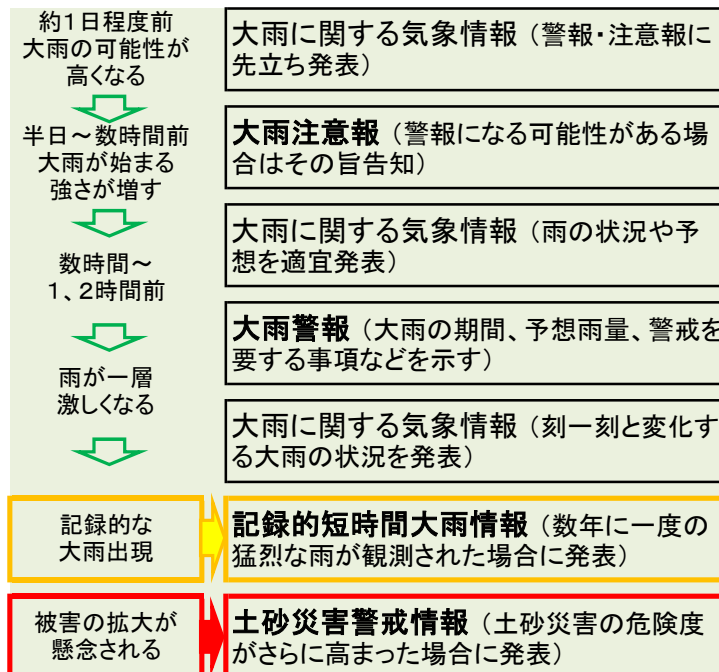 約1日程度前
大雨の可能性が
高くなる
大雨に関する気象情報（警報・注意報に
先立ち発表）
半日～数時間前
大雨が始まる
強さが増す
大雨注意報（警報になる可能性がある場
合はその旨告知）
大雨に関する気象情報（雨の状況や予
想を適宜発表）
数時間～
1、2時間前
大雨警報（大雨の期間、予想雨量、警戒を
要する事項などを示す）
雨が一層
激しくなる
大雨に関する気象情報（刻一刻と変化す
る大雨の状況を発表）
記録的な
大雨出現
記録的短時間大雨情報（数年に一度の
猛烈な雨が観測された場合に発表）
被害の拡大が
懸念される
土砂災害警戒情報（土砂災害の危険度
がさらに高まった場合に発表）